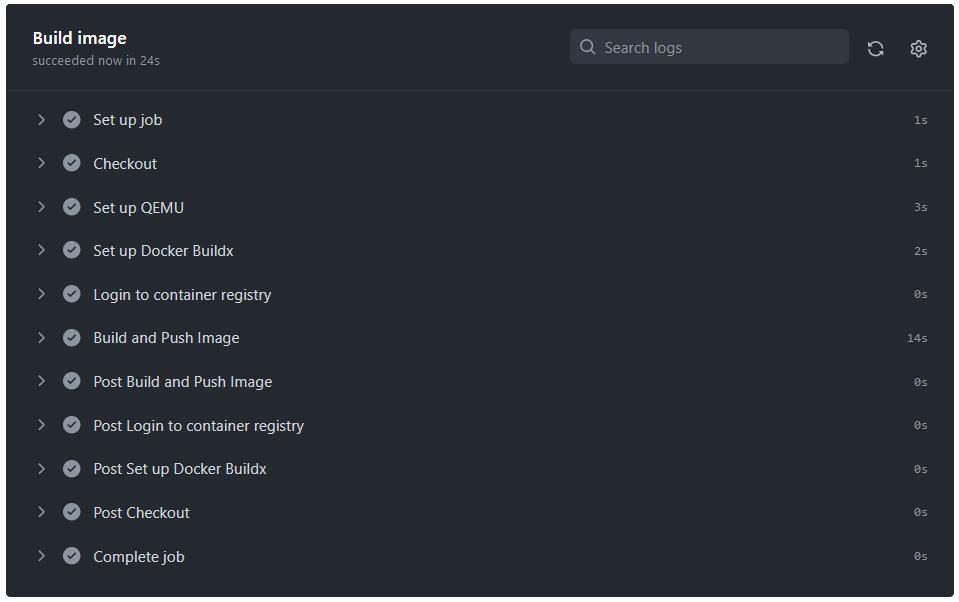 Build image
succeeded now in 24s
Search logs
Set up job 1s
Checkout 1s
Set up QEMU 3s
Set up Docker Buildx 2s
Login to container registry 0s
Build and Push Image 14s
Post Build and Push Image 0s
Post Login to container registry 0s
Post Set up Docker Buildx 0s
Post Checkout 0s
Complete job 0s